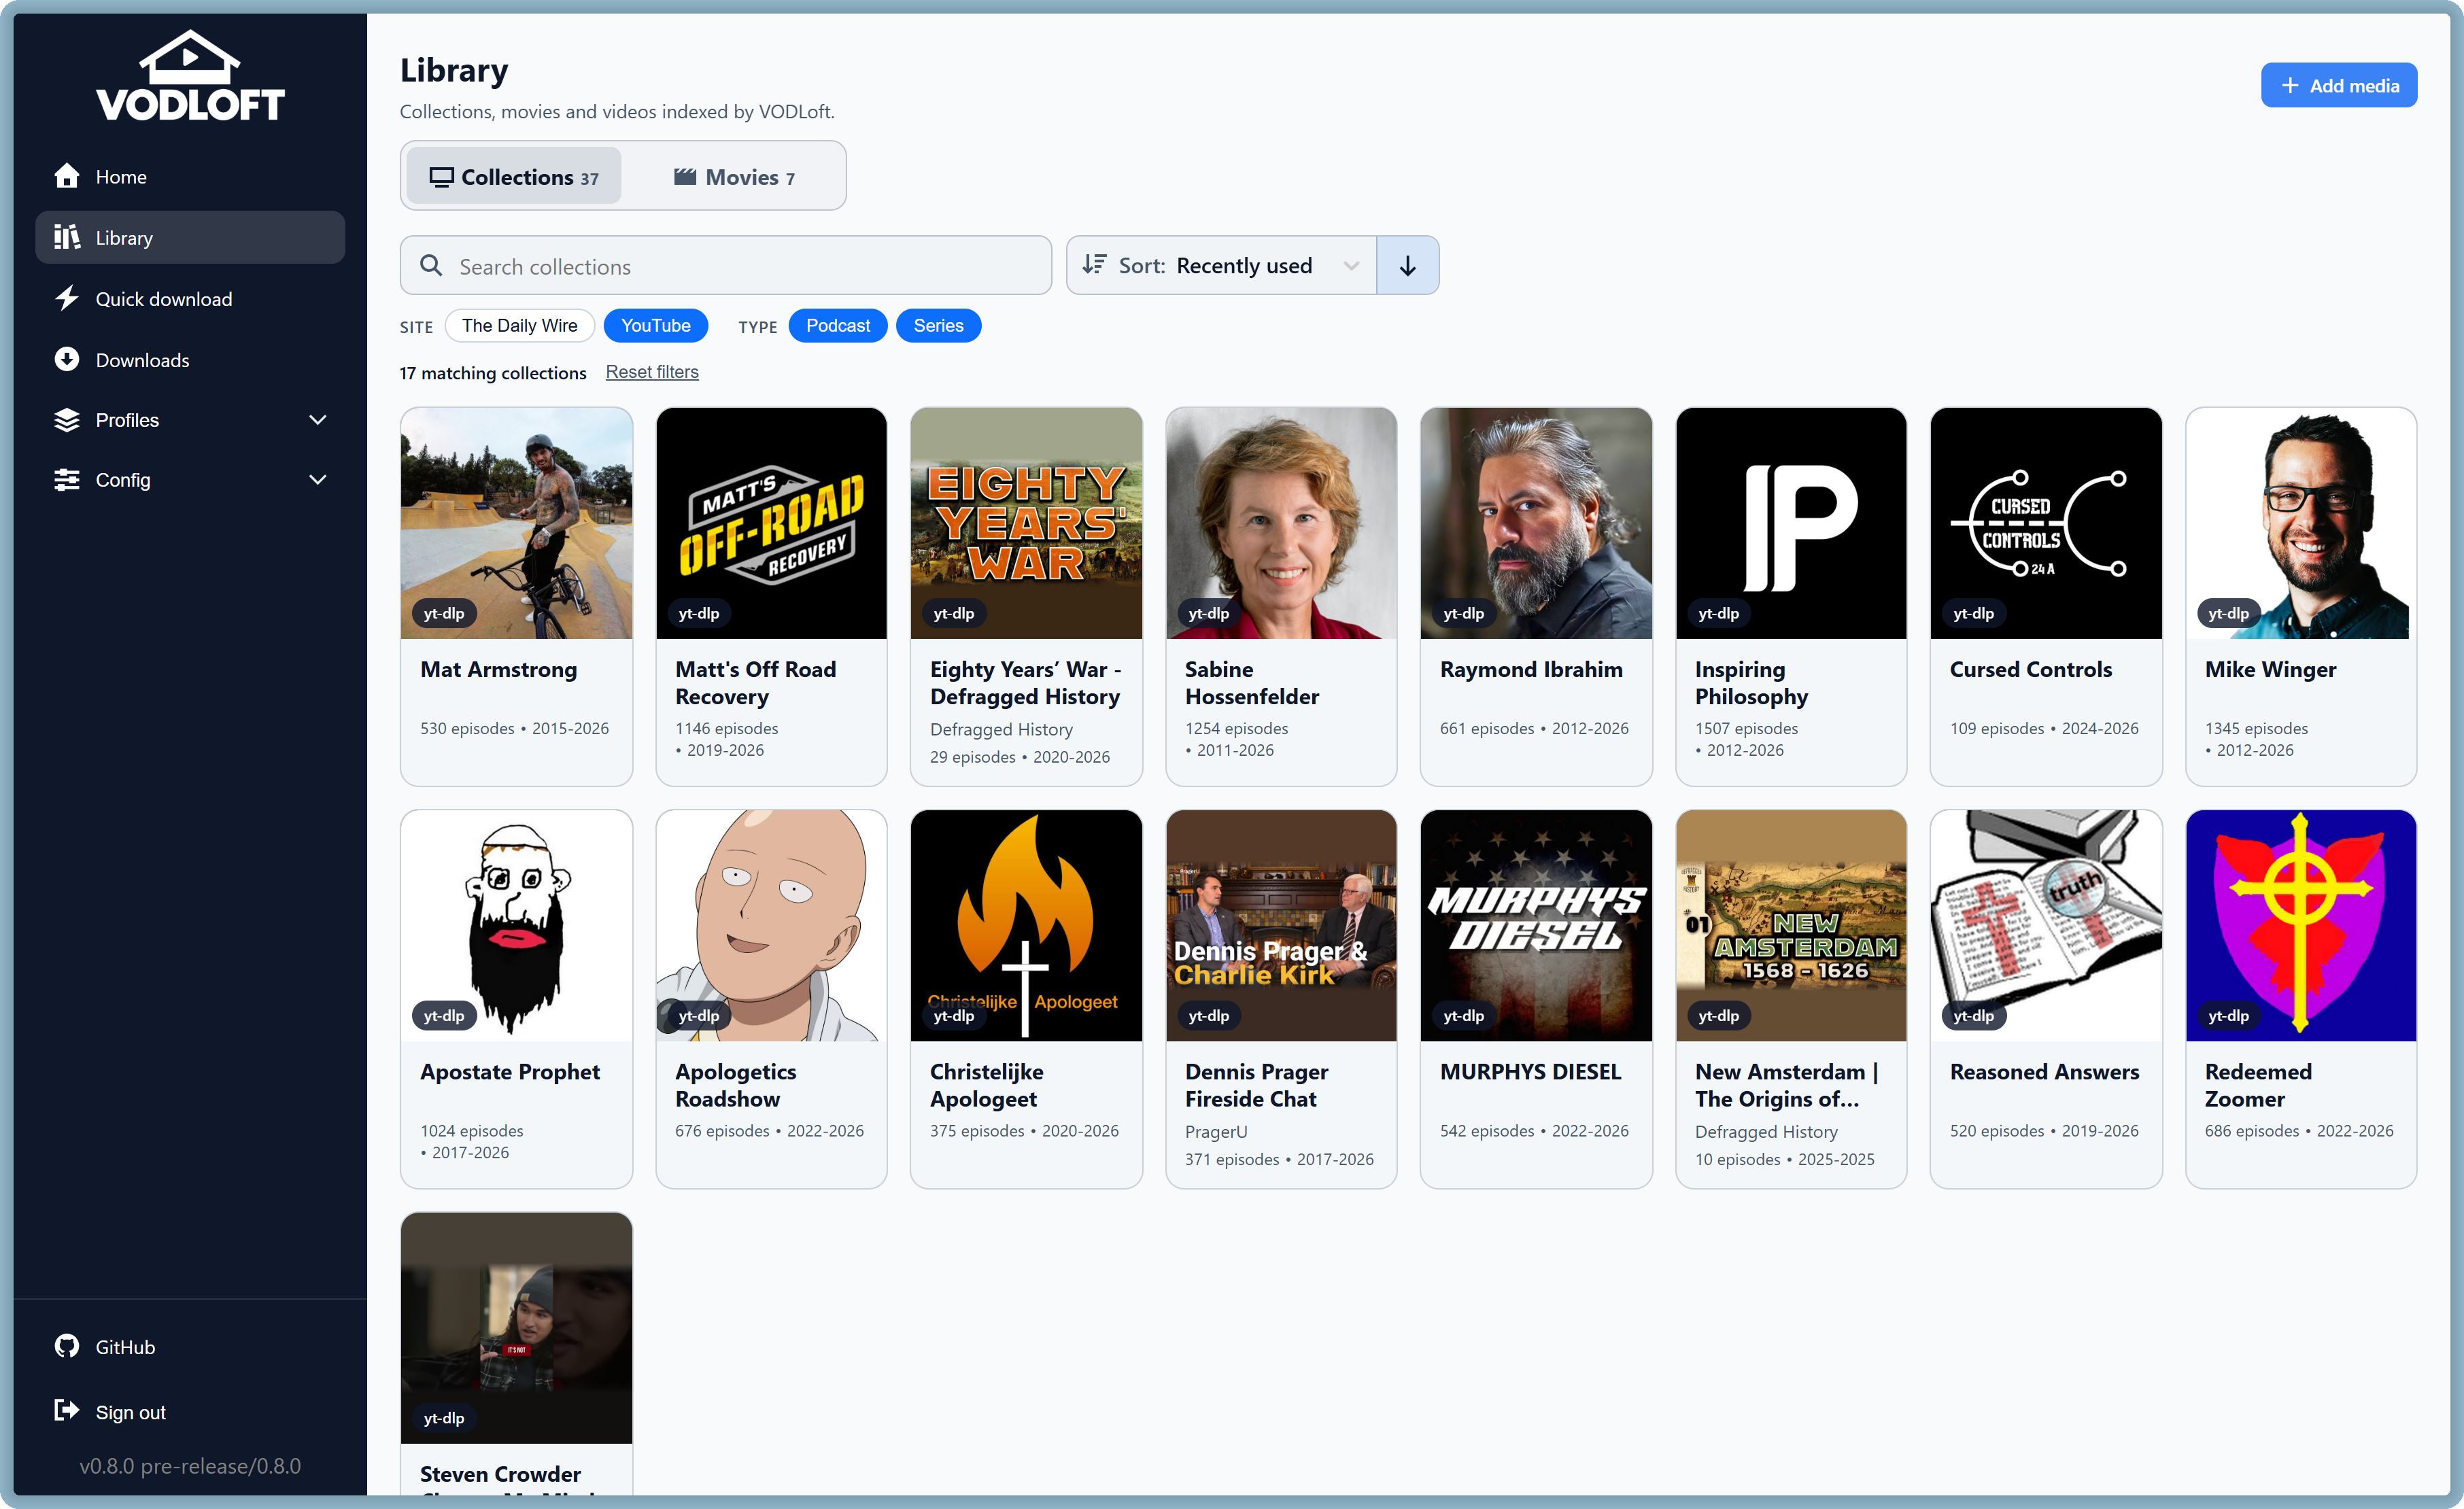 VODLOFT
Home
Library
Quick download
Downloads
Profiles
Config
GitHub
Sign out
v0.8.0 pre-release/0.8.0
Library
Collections, movies and videos indexed by VODLoft.
+ Add media
Collections 37
Movies 7
Search collections
Sort: Recently used
SITE The Daily Wire YouTube TYPE Podcast Series
17 matching collections Reset filters
yt-dlp
Mat Armstrong
530 episodes • 2015-2026
MATT'S
OFF-ROAD
RECOVERY
yt-dlp
Matt's Off Road
Recovery
1146 episodes
• 2019-2026
EIGHTY
YEARS'
WAR
yt-dlp
Eighty Years’ War -
Defragged History
Defragged History
29 episodes • 2020-2026
yt-dlp
Sabine
Hossenfelder
1254 episodes
• 2011-2026
yt-dlp
Raymond Ibrahim
661 episodes • 2012-2026
IP
yt-dlp
Inspiring
Philosophy
1507 episodes
• 2012-2026
CURSED
CONTROLS
24A
yt-dlp
Cursed Controls
109 episodes • 2024-2026
yt-dlp
Mike Winger
1345 episodes
• 2012-2026
yt-dlp
Apostate Prophet
1024 episodes
• 2017-2026
yt-dlp
Apologetics
Roadshow
676 episodes • 2022-2026
Christelijke Apologeet
yt-dlp
Christelijke
Apologeet
375 episodes • 2020-2026
PragerU
Dennis Prager &
Charlie Kirk
yt-dlp
Dennis Prager
Fireside Chat
PragerU
371 episodes • 2017-2026
MURPHYS
DIESEL
yt-dlp
MURPHYS DIESEL
542 episodes • 2022-2026
DEFRAGGED
HISTORY
#01
NEW
AMSTERDAM
1568 - 1626
yt-dlp
New Amsterdam |
The Origins of...
Defragged History
10 episodes • 2025-2025
truth
yt-dlp
Reasoned Answers
520 episodes • 2019-2026
yt-dlp
Redeemed
Zoomer
686 episodes • 2022-2026
IT'S NOT
yt-dlp
Steven Crowder